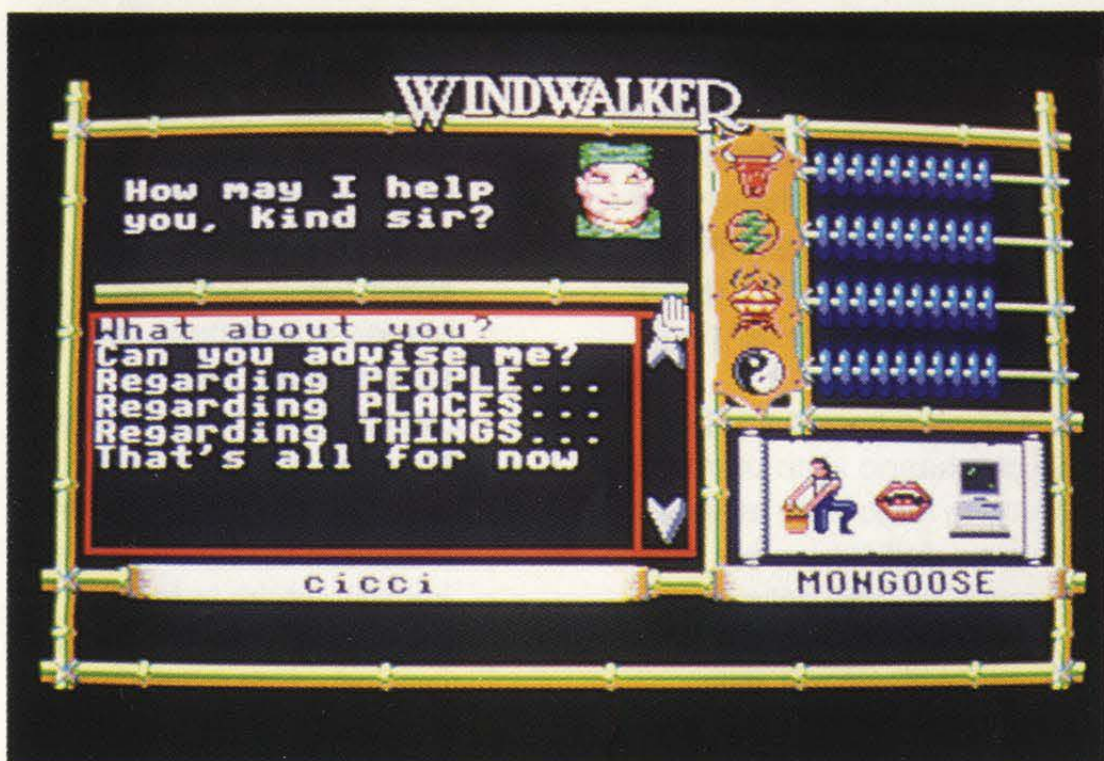 WINDWALKER
How may I help
you, kind sir?
What about you?
Can you advise me?
Regarding PEOPLE...
Regarding PLACES...
Regarding THINGS...
That's all for now
cicci
MONGOOSE